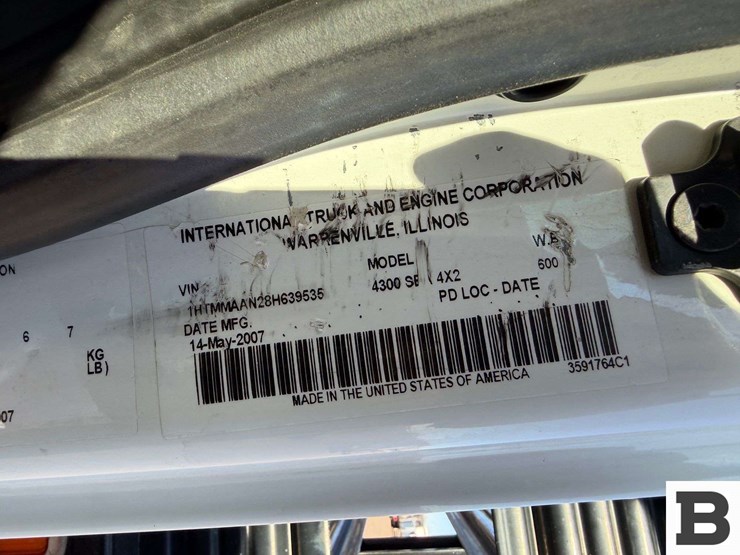 INTERNATIONAL TRUCK AND ENGINE CORPORATION
WARRENVILLE, ILLINOIS
VIN MODEL W.B.
1HTMMAAN28H639535 4300 4X2 600
DATE MFG. PD LOC - DATE
14-May-2007
MADE IN THE UNITED STATES OF AMERICA 3591764C1
ON
6 7
KG
LB)
07
B